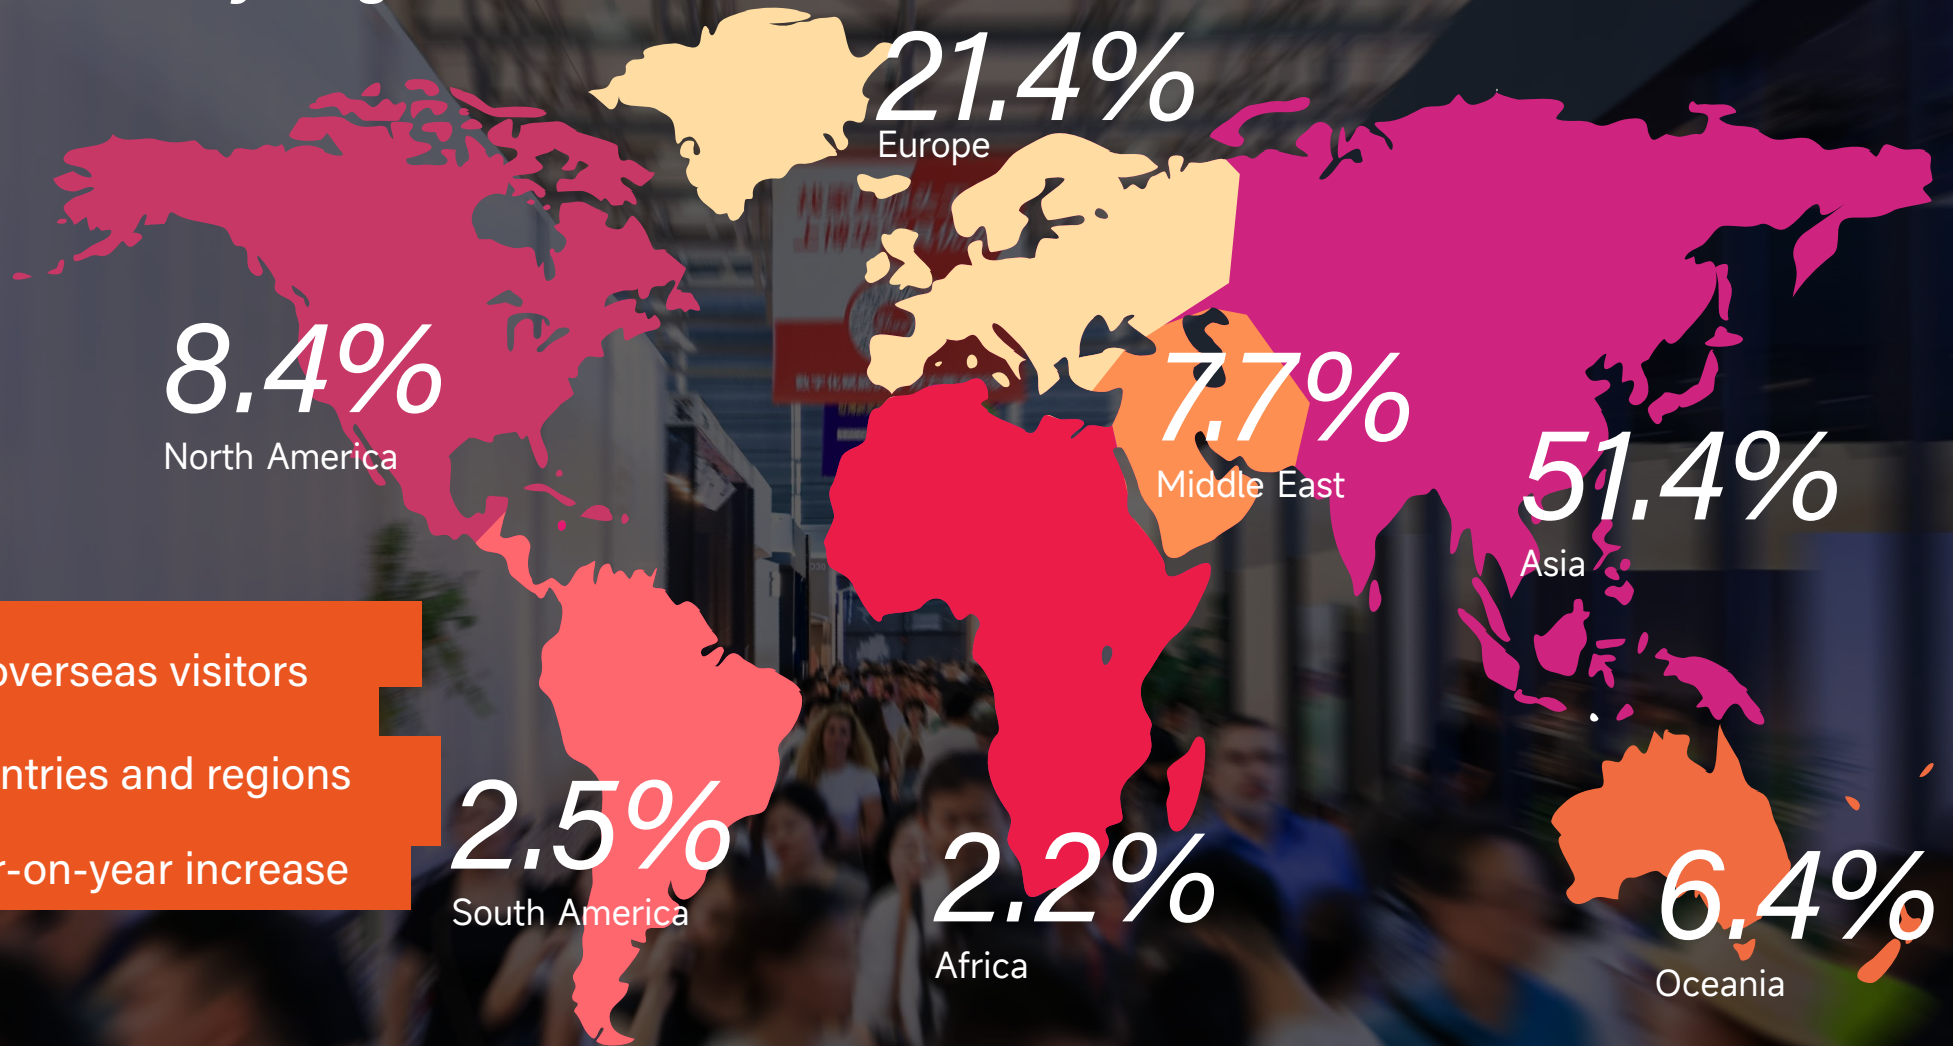 21.4%
Europe
8.4%
North America
7.7%
Middle East
51.4%
Asia
overseas visitors
ntries and regions
r-on-year increase
2.5%
South America
2.2%
Africa
6.4%
Oceania